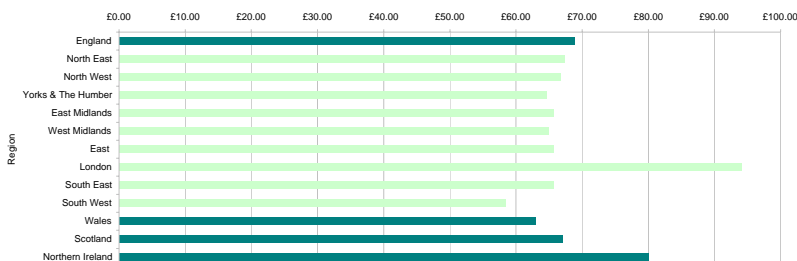 £0.00 £10.00 £20.00 £30.00 £40.00 £50.00 £60.00 £70.00 £80.00 £90.00 £100.00
England
North East
North West
Yorks & The Humber
East Midlands
West Midlands
East
London
South East
South West
Wales
Scotland
Northern Ireland
Region